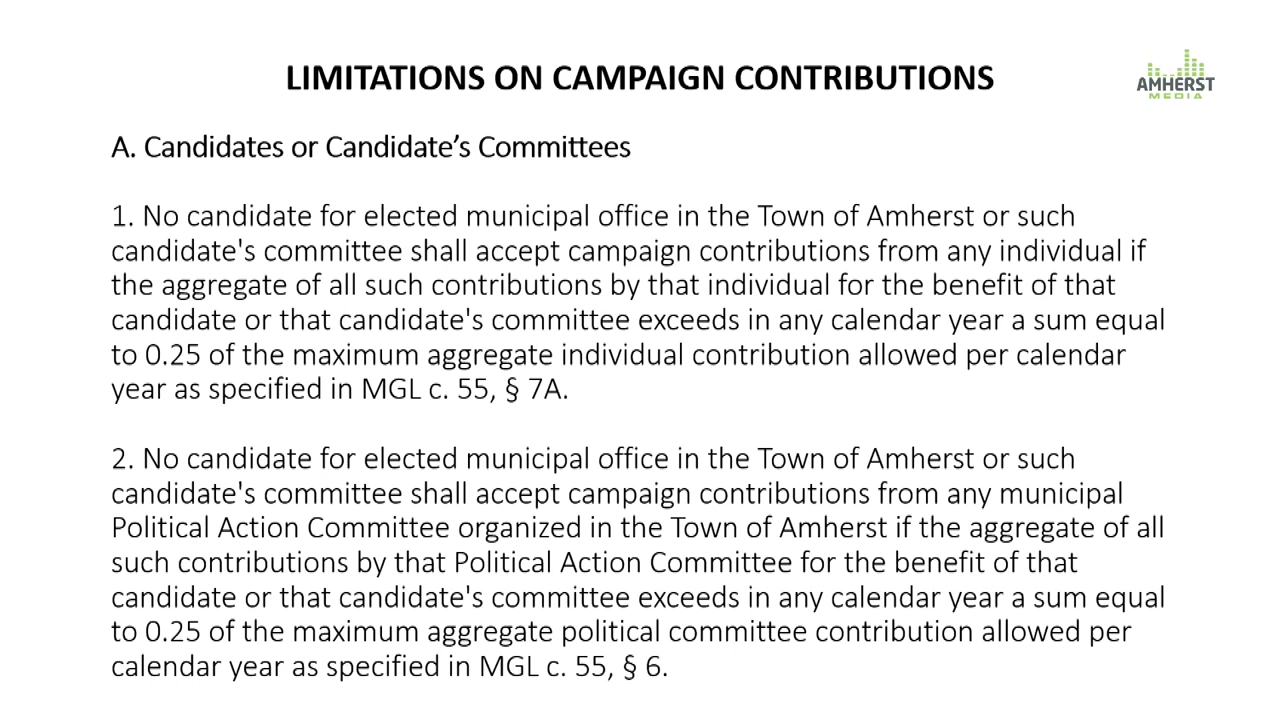 LIMITATIONS ON CAMPAIGN CONTRIBUTIONS
AMHERST
MEDIA
A. Candidates or Candidate’s Committees
1. No candidate for elected municipal office in the Town of Amherst or such
candidate's committee shall accept campaign contributions from any individual if
the aggregate of all such contributions by that individual for the benefit of that
candidate or that candidate's committee exceeds in any calendar year a sum equal
to 0.25 of the maximum aggregate individual contribution allowed per calendar
year as specified in MGL c. 55, § 7A.
2. No candidate for elected municipal office in the Town of Amherst or such
candidate's committee shall accept campaign contributions from any municipal
Political Action Committee organized in the Town of Amherst if the aggregate of all
such contributions by that Political Action Committee for the benefit of that
candidate or that candidate's committee exceeds in any calendar year a sum equal
to 0.25 of the maximum aggregate political committee contribution allowed per
calendar year as specified in MGL c. 55, § 6.